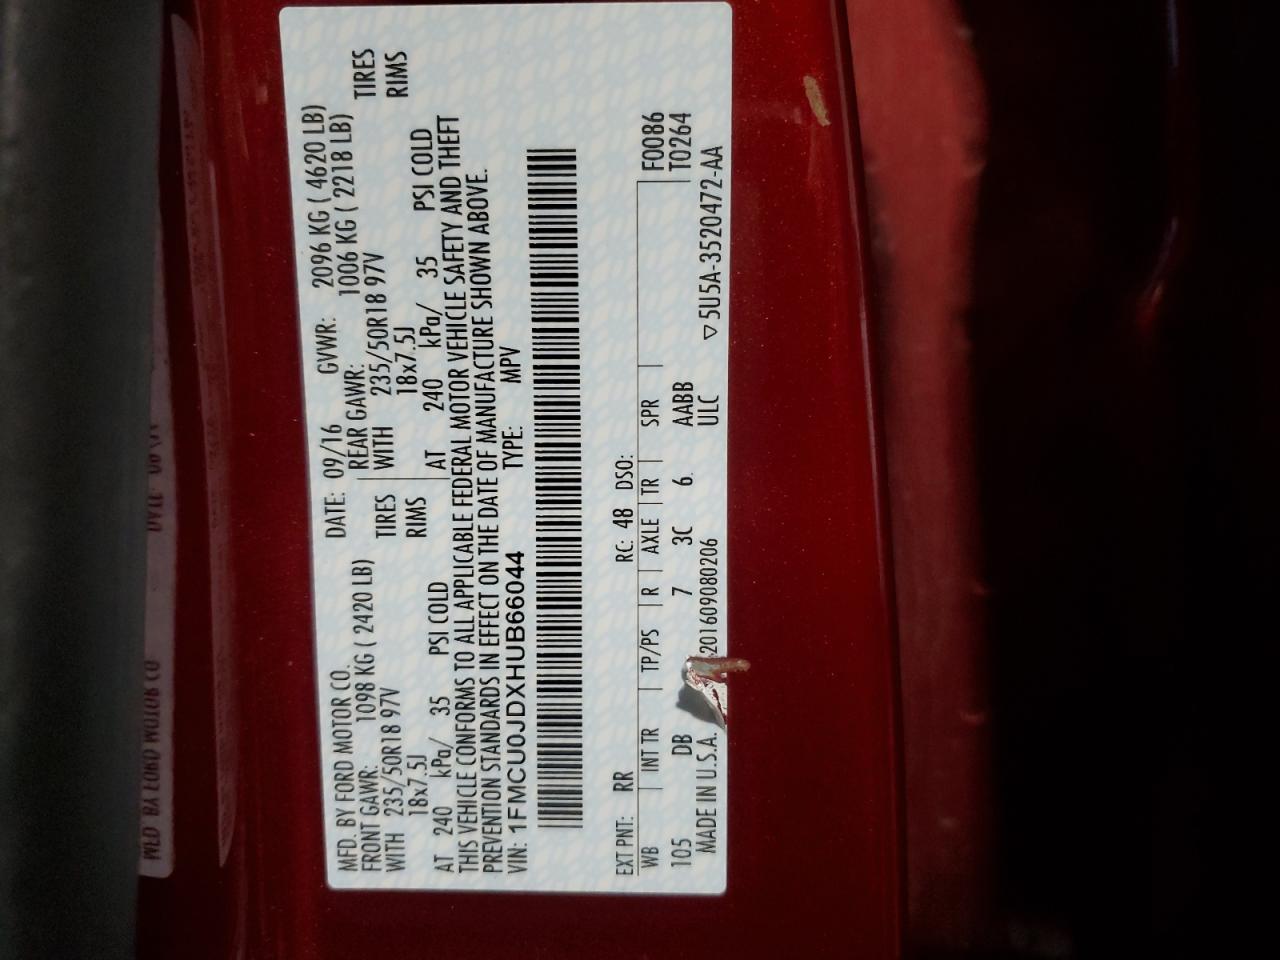 MFD. BY FORD MOTOR CO.
DATE: 09/16 GVWR: 2096 KG ( 4620 LB)
FRONT GAWR: 1098 KG ( 2420 LB) REAR GAWR: 1006 KG ( 2218 LB)
WITH 235/50R18 97V TIRES WITH 235/50R18 97V TIRES
18x7.5J RIMS 18x7.5J RIMS
AT 240 kPa/ 35 PSI COLD AT 240 kPa/ 35 PSI COLD
THIS VEHICLE CONFORMS TO ALL APPLICABLE FEDERAL MOTOR VEHICLE SAFETY AND THEFT
PREVENTION STANDARDS IN EFFECT ON THE DATE OF MANUFACTURE SHOWN ABOVE.
VIN: 1FMCU0JDXHUB66044 TYPE: MPV
EXT PNT: RR RC: 48 DSO: F0086
WB INT TR TP/PS R AXLE TR SPR T0264
105 DB 7 3C 6 AABB
MADE IN U.S.A. 201609080206 ULC ▽5U5A-3520472-AA